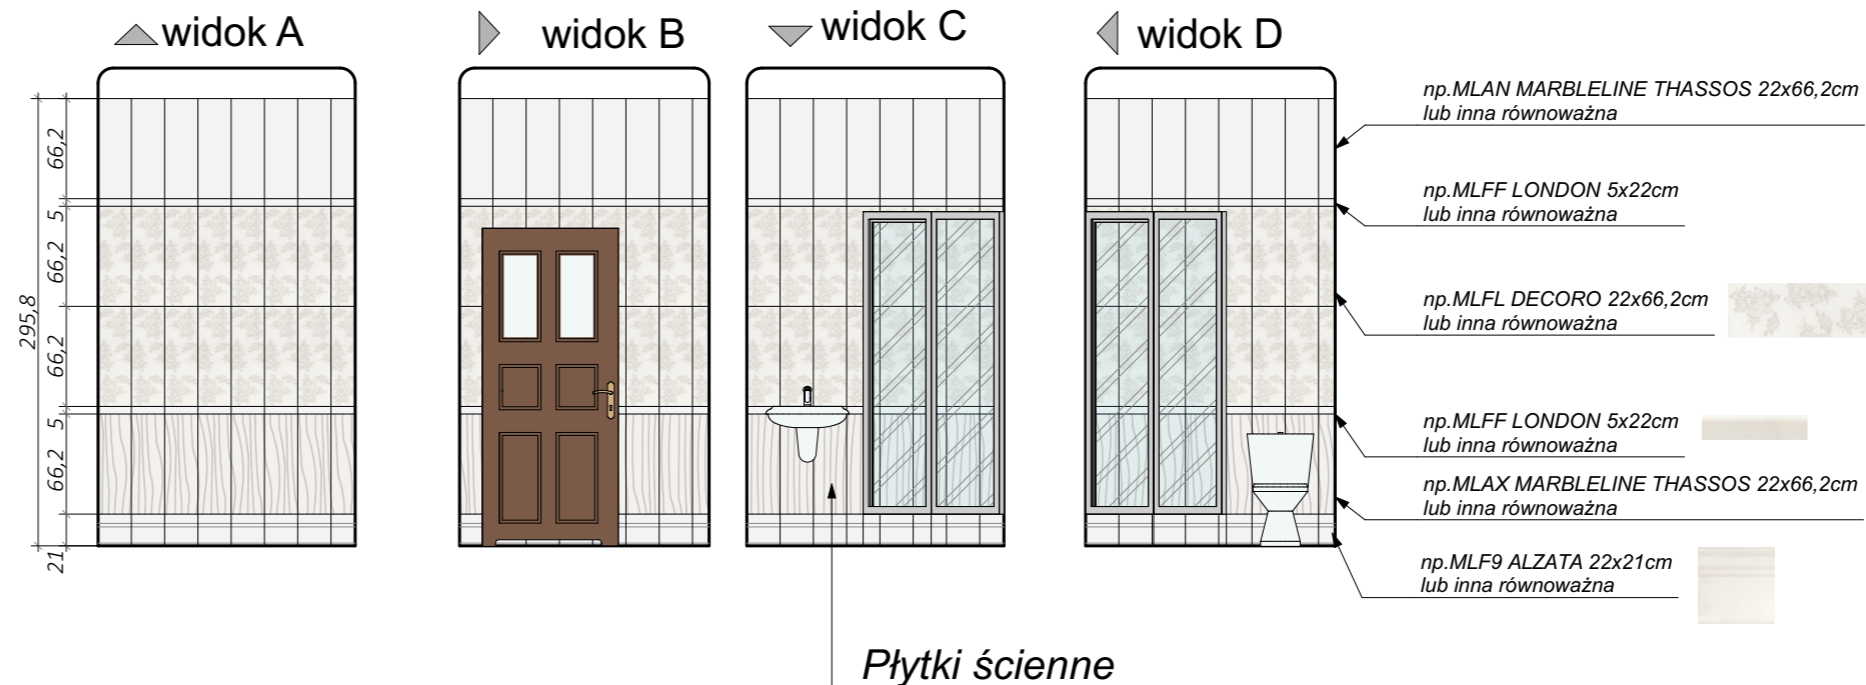 widok A
widok B
widok C
widok D
295,8
66,2
5
66,2
66,2
5
66,2
21
np.MLAN MARBLELINE THASSOS 22x66,2cm
lub inna równoważna
np.MLFF LONDON 5x22cm
lub inna równoważna
np.MLFL DECORO 22x66,2cm
lub inna równoważna
np.MLFF LONDON 5x22cm
lub inna równoważna
np.MLAX MARBLELINE THASSOS 22x66,2cm
lub inna równoważna
np.MLF9 ALZATA 22x21cm
lub inna równoważna
Płytki ścienne